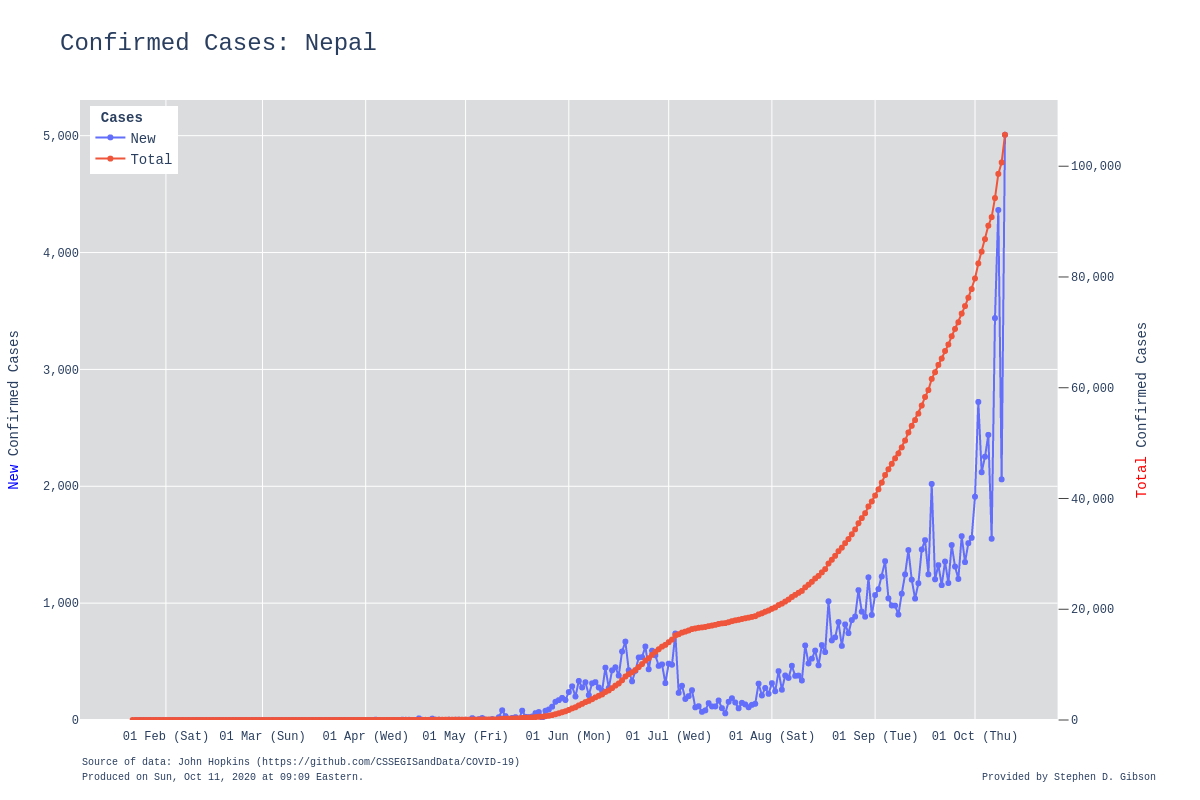 Confirmed Cases: Nepal
Cases
New
Total
5,000
4,000
3,000
2,000
1,000
0
New Confirmed Cases
100,000
80,000
60,000
40,000
20,000
0
Total Confirmed Cases
01 Feb (Sat) 01 Mar (Sun) 01 Apr (Wed) 01 May (Fri) 01 Jun (Mon) 01 Jul (Wed) 01 Aug (Sat) 01 Sep (Tue) 01 Oct (Thu)
Source of data: John Hopkins (https://github.com/CSSEGISandData/COVID-19)
Produced on Sun, Oct 11, 2020 at 09:09 Eastern.
Provided by Stephen D. Gibson